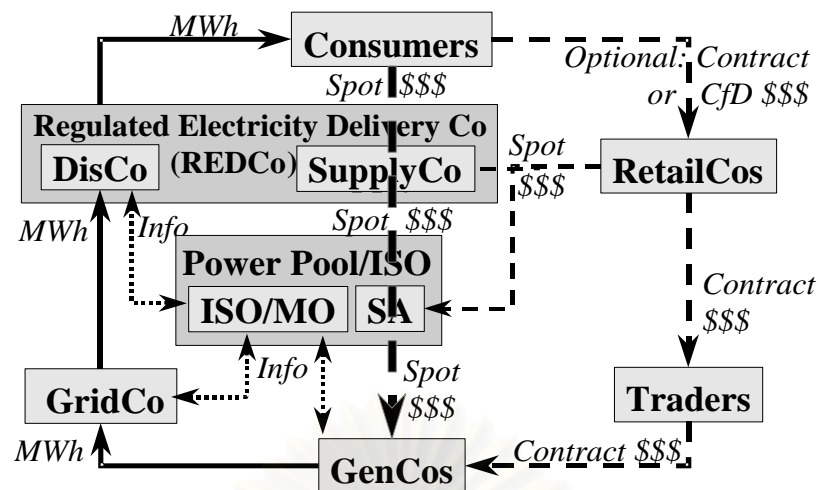 MWh
Consumers
Optional: Contract
or CfD $$$
Spot $$$
Regulated Electricity Delivery Co
(REDCo)
DisCo
SupplyCo
Spot
$$$
RetailCos
MWh
Info
Spot $$$
Power Pool/ISO
ISO/MO
SA
Contract
$$$
Info
Spot
$$$
GridCo
Traders
MWh
GenCos
Contract $$$